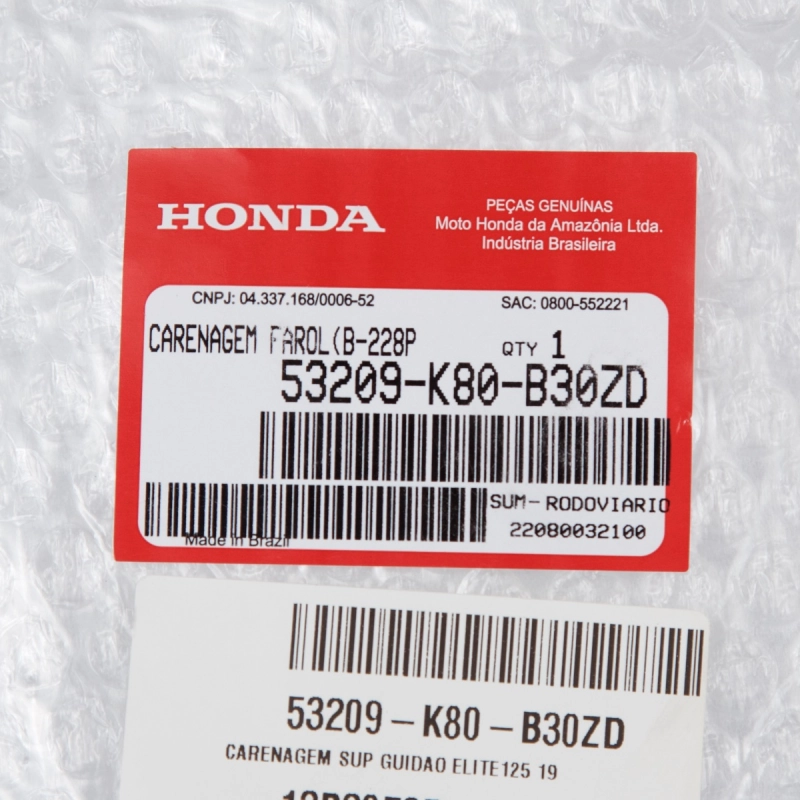 HONDA
PEÇAS GENUÍNAS
Moto Honda da Amazônia Ltda.
Indústria Brasileira
CNPJ: 04.337.168/0006-52 SAC: 0800-552221
CARENAGEM FAROL(B-228P QTY 1
53209-K80-B30ZD
SUM-RODOVIARIO
Made in Brazil 22080032100
53209-K80-B30ZD
CARENAGEM SUP GUIDAO ELITE125 19